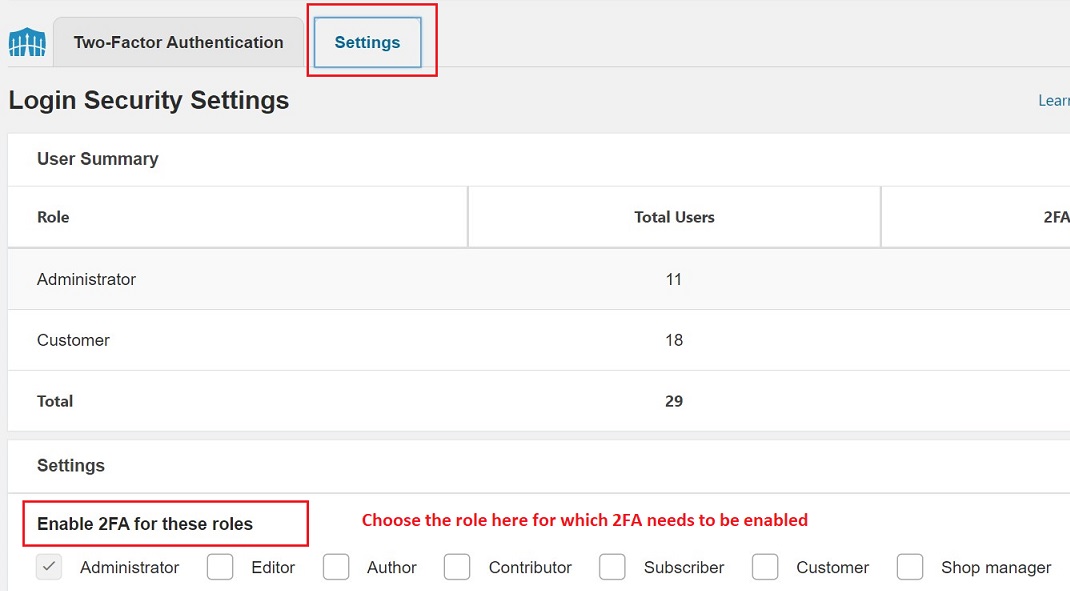 Two-Factor Authentication Settings
Login Security Settings
Lear
User Summary
Role Total Users 2FA
Administrator 11
Customer 18
Total 29
Settings
Enable 2FA for these roles Choose the role here for which 2FA needs to be enabled
Administrator Editor Author Contributor Subscriber Customer Shop manager